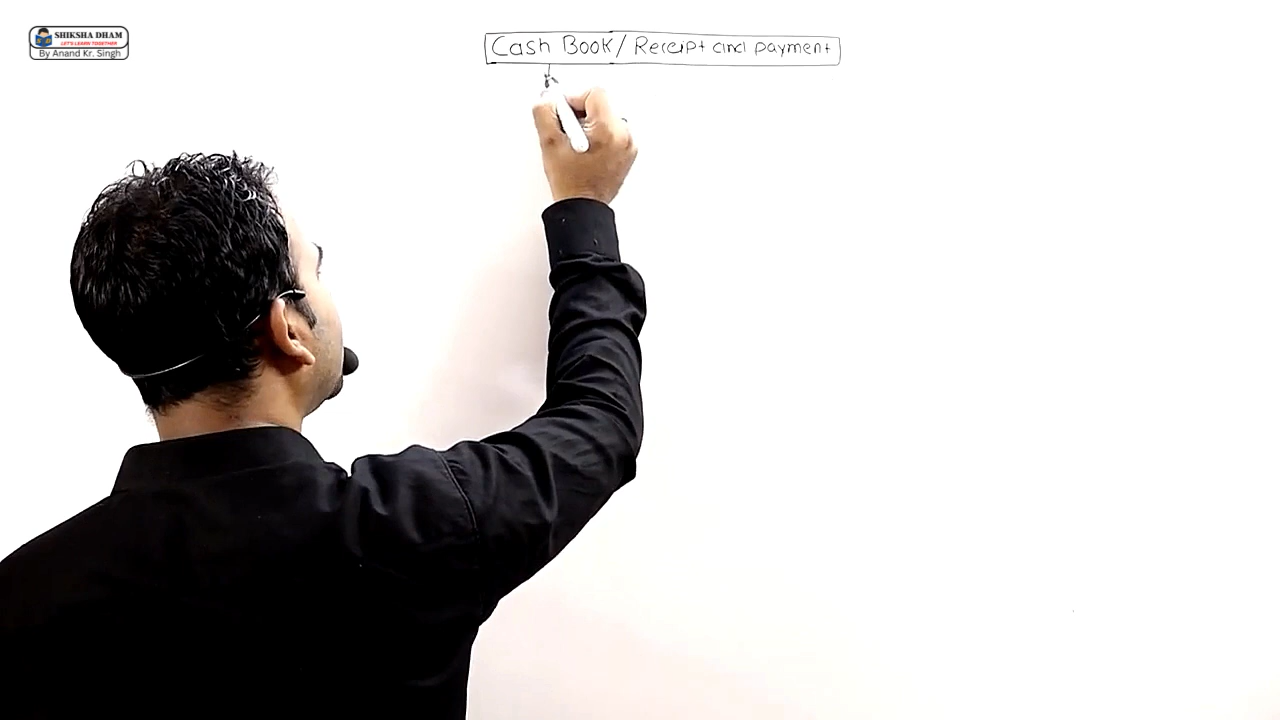 SHIKSHA DHAM
LET'S LEARN TOGETHER
By Anand Kr. Singh
Cash Book/Receipt and payment